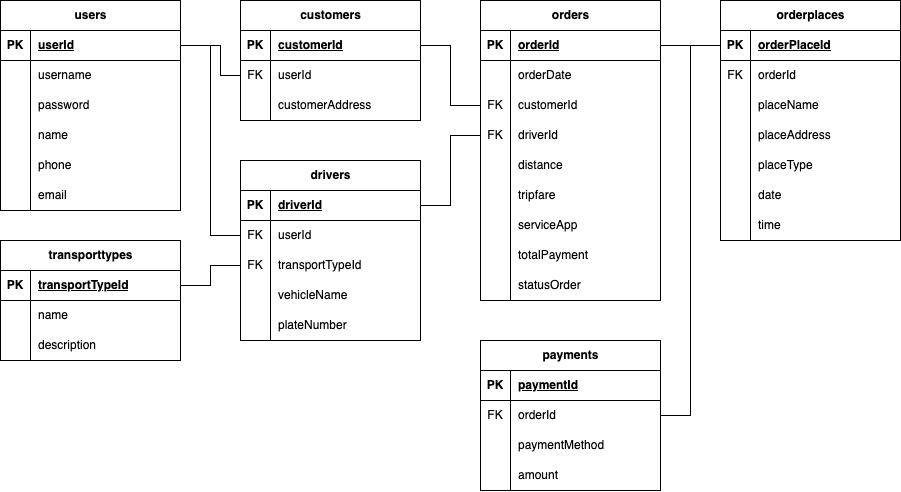 users
PK userId
username
password
name
phone
email
transporttypes
PK transportTypeId
name
description
customers
PK customerId
FK userId
customerAddress
drivers
PK driverId
FK userId
FK transportTypeId
vehicleName
plateNumber
orders
PK orderId
orderDate
FK customerId
FK driverId
distance
tripfare
serviceApp
totalPayment
statusOrder
payments
PK paymentId
FK orderId
paymentMethod
amount
orderplaces
PK orderPlaceId
FK orderId
placeName
placeAddress
placeType
date
time